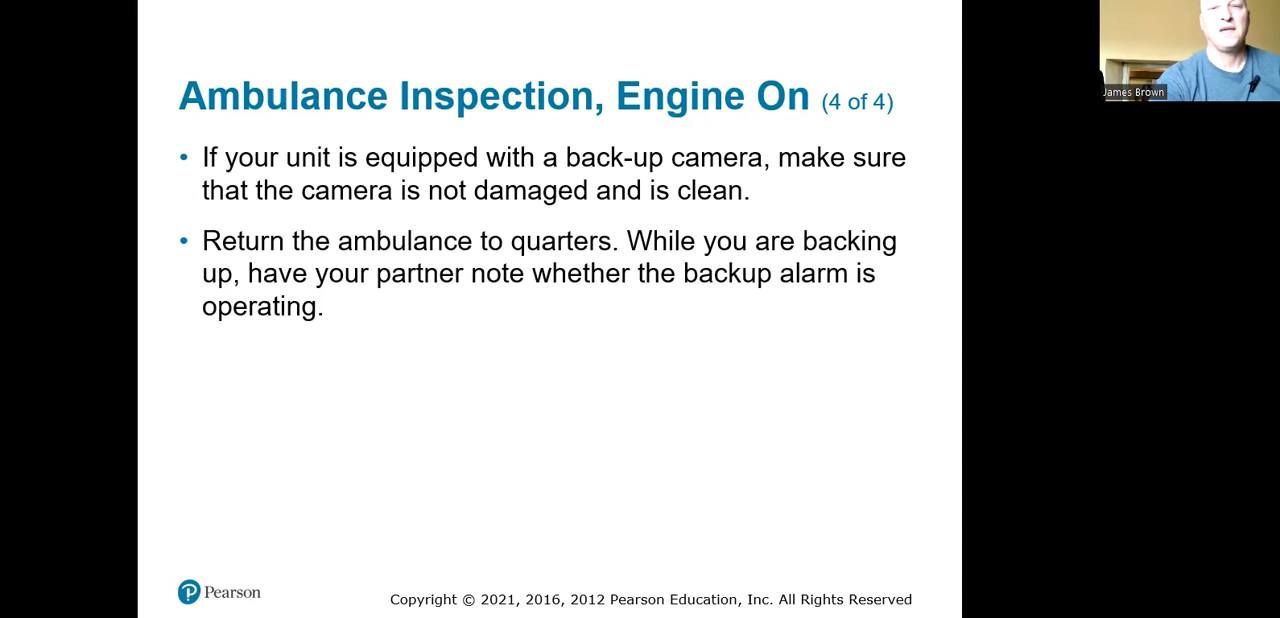 Ambulance Inspection, Engine On (4 of 4)
• If your unit is equipped with a back-up camera, make sure
that the camera is not damaged and is clean.
• Return the ambulance to quarters. While you are backing
up, have your partner note whether the backup alarm is
operating.
Pearson
Copyright © 2021, 2016, 2012 Pearson Education, Inc. All Rights Reserved
James Brown